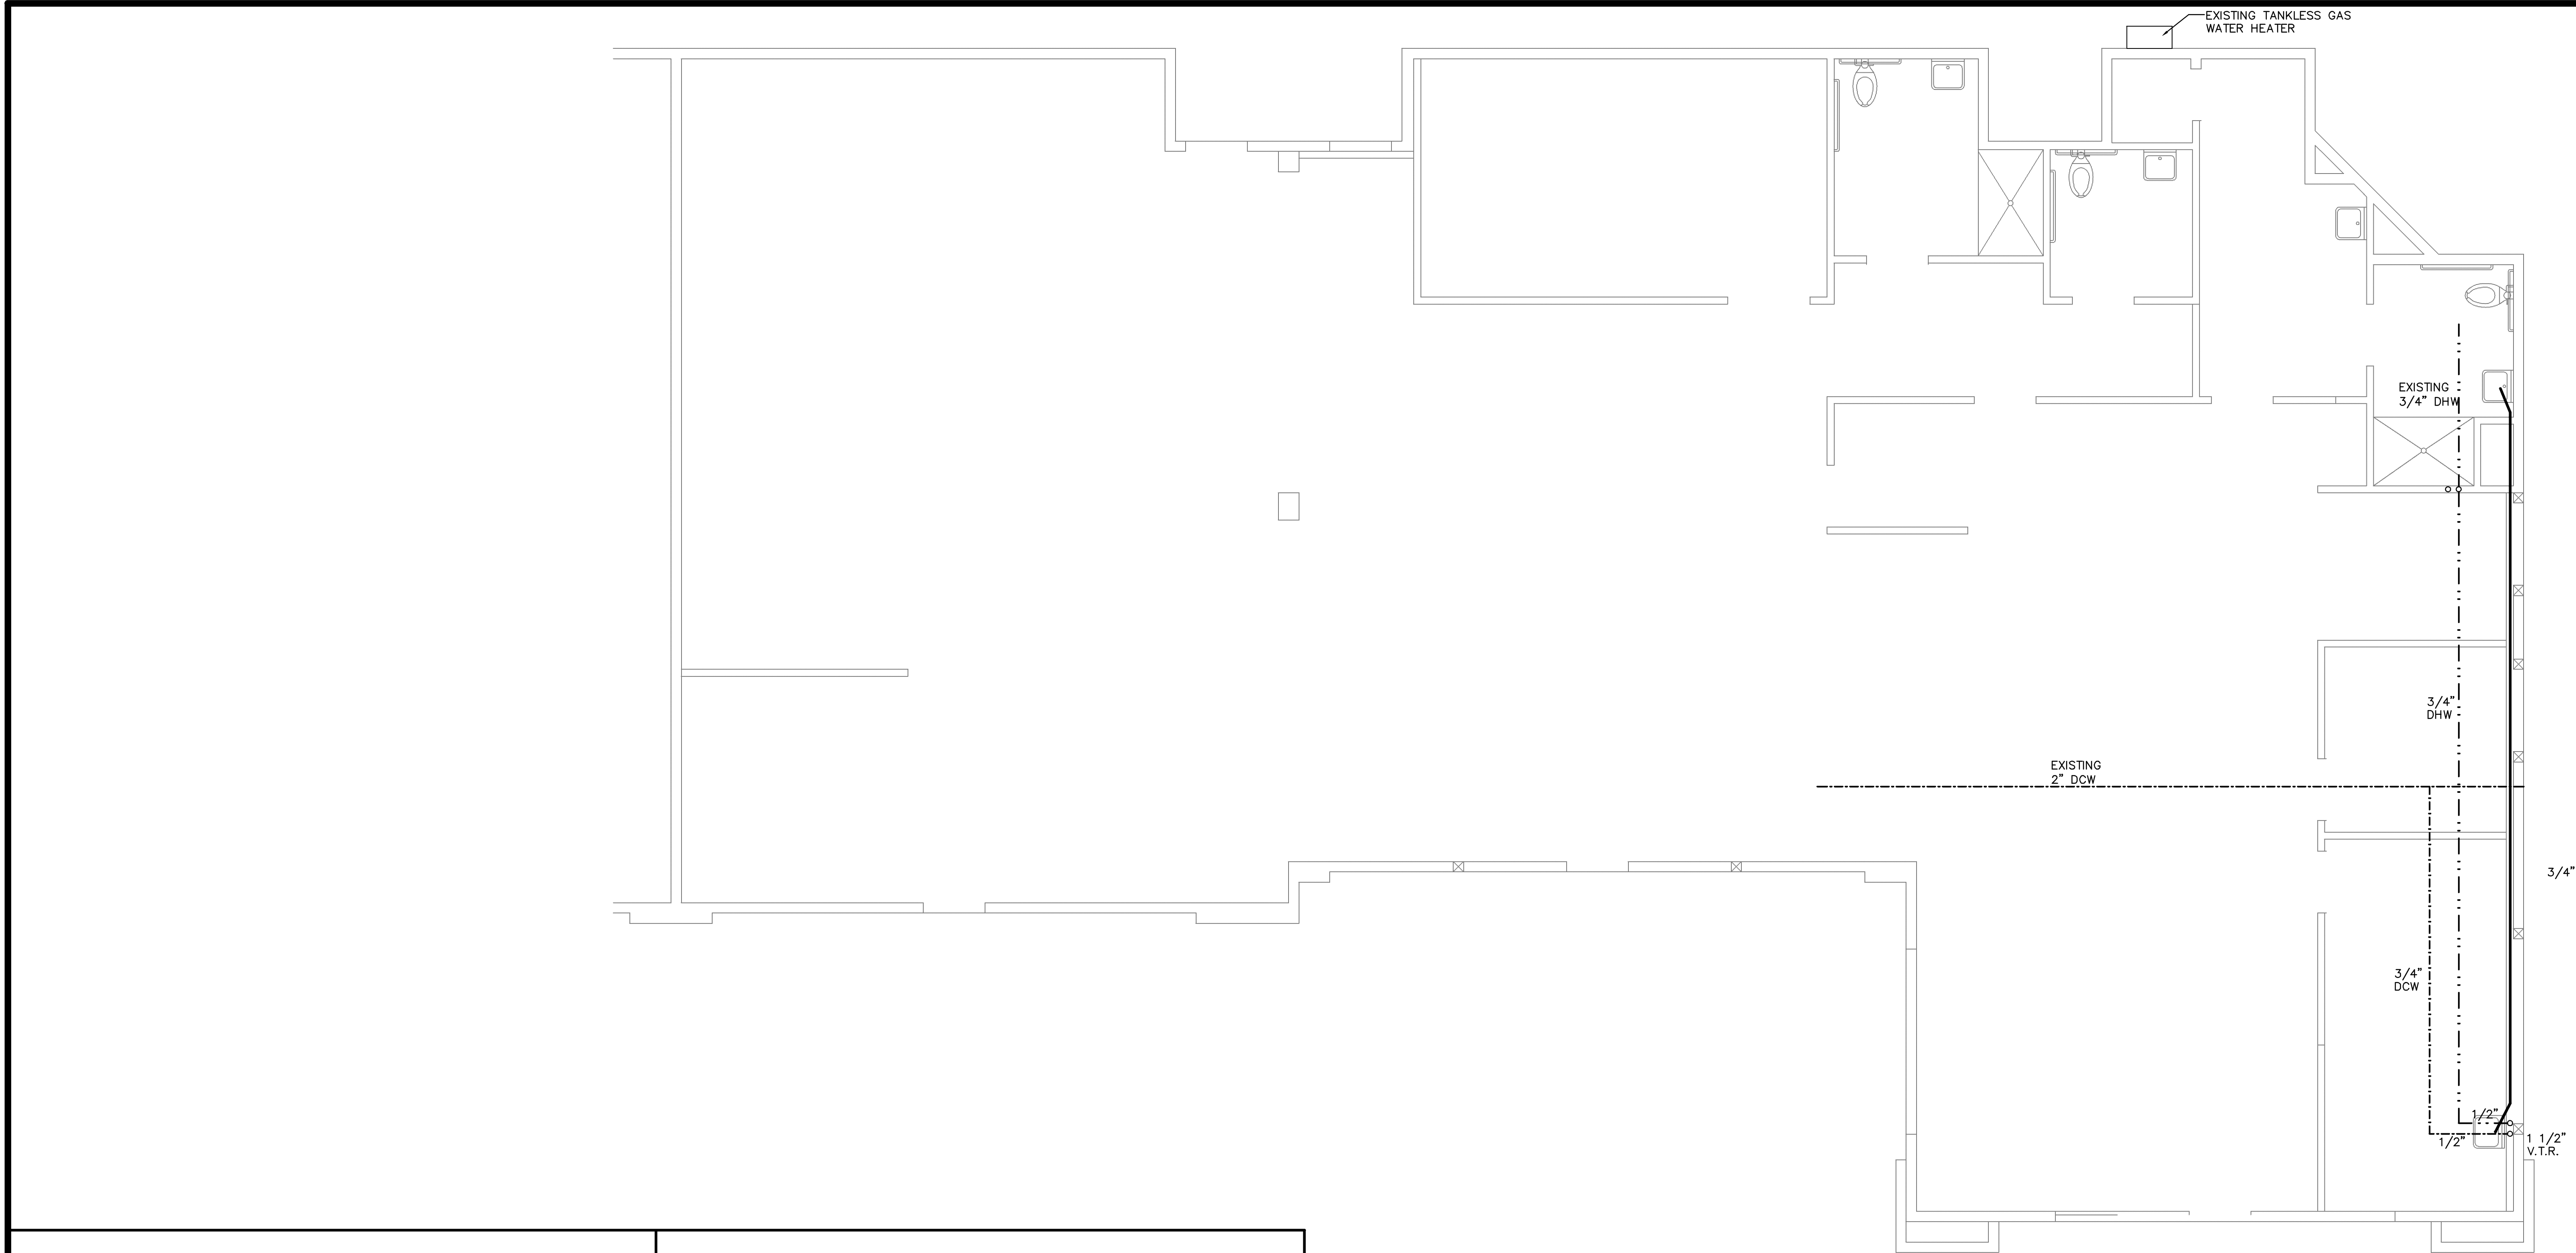 EXISTING TANKLESS GAS
WATER HEATER
EXISTING
3/4" DHW
3/4"
DHW
EXISTING
2" DCW
3/4"
3/4"
DCW
1/2"
1/2"
1 1/2"
V.T.R.